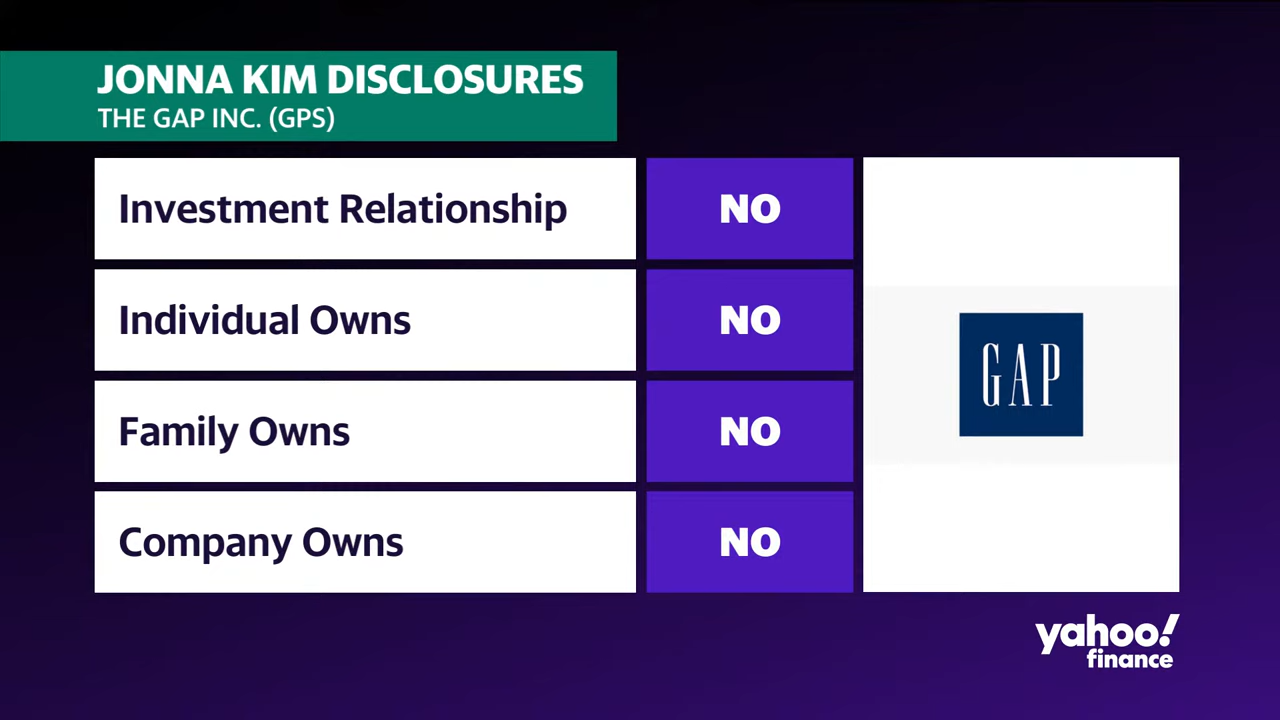 JONNA KIM DISCLOSURES
THE GAP INC. (GPS)
Investment Relationship NO
Individual Owns NO
Family Owns NO
Company Owns NO
GAP
yahoo!
finance